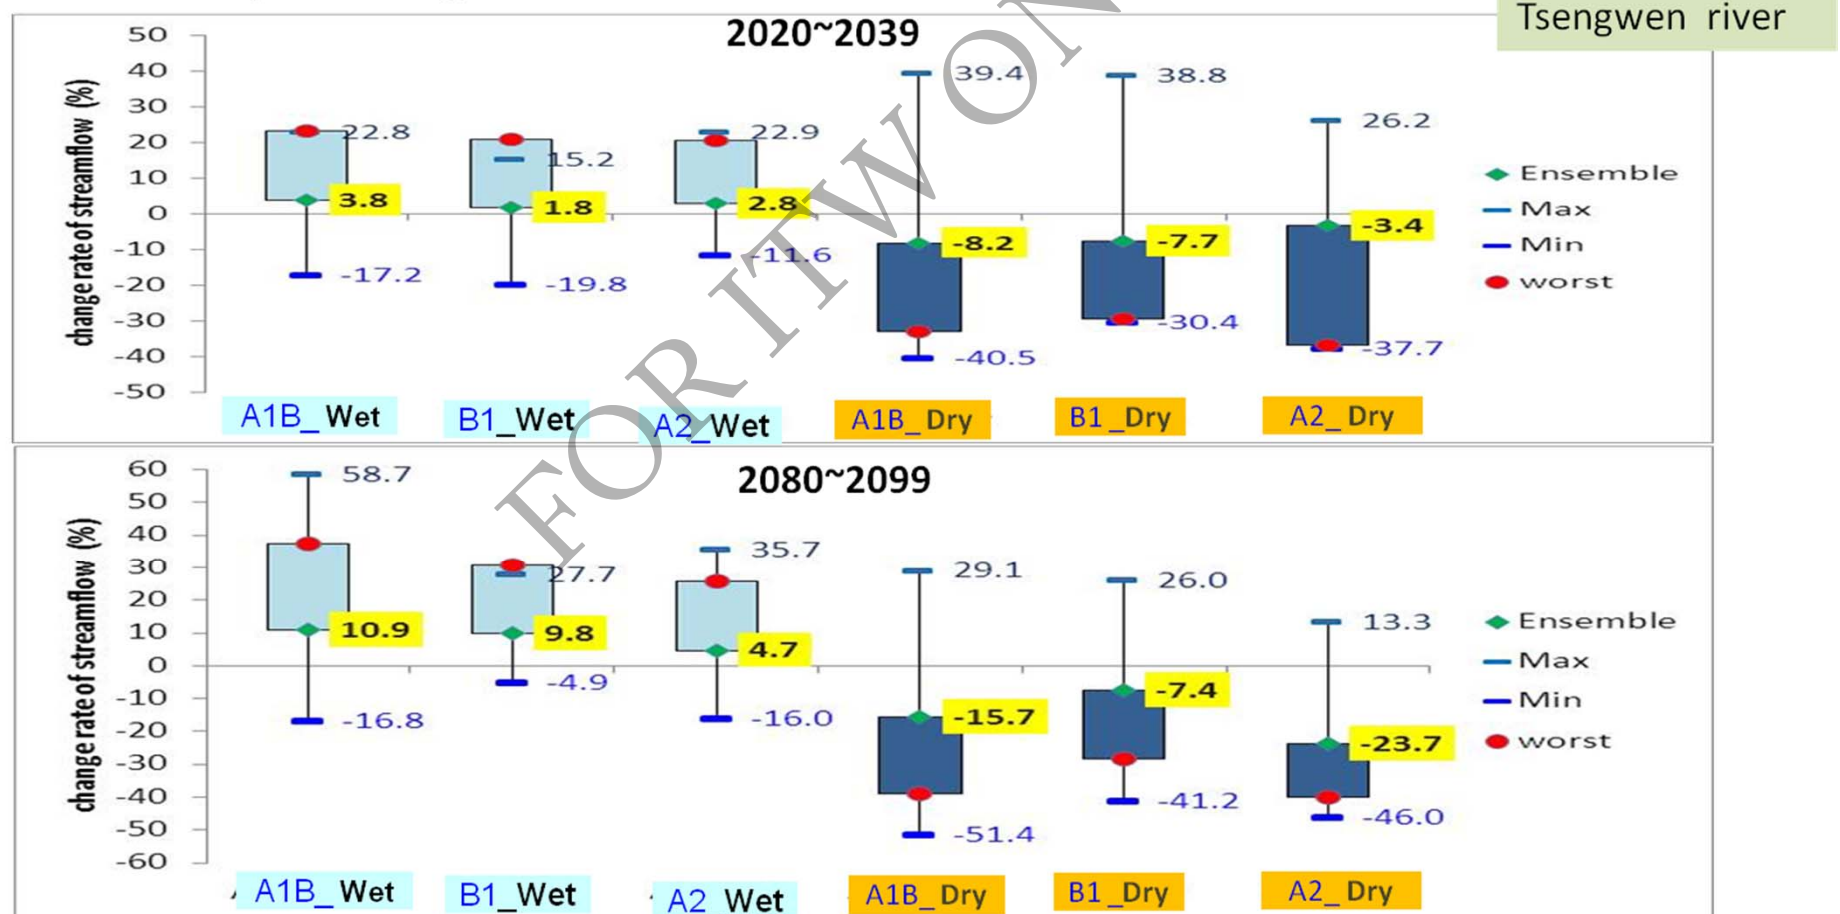 Tsengwen river
2020~2039
change rate of streamflow (%)
50
40
30
20
10
0
-10
-20
-30
-40
-50
22.8
3.8
-17.2
15.2
1.8
-19.8
22.9
2.8
-11.6
39.4
-8.2
-40.5
38.8
-7.7
-30.4
26.2
-3.4
-37.7
Ensemble
Max
Min
worst
A1B_Wet
B1_Wet
A2_Wet
A1B_Dry
B1_Dry
A2_Dry
2080~2099
change rate of streamflow (%)
60
50
40
30
20
10
0
-10
-20
-30
-40
-50
-60
58.7
10.9
-16.8
27.7
9.8
-4.9
35.7
4.7
-16.0
29.1
-15.7
-51.4
26.0
-7.4
-41.2
13.3
-23.7
-46.0
Ensemble
Max
Min
worst
A1B_Wet
B1_Wet
A2 Wet
A1B_Dry
B1_Dry
A2_Dry
FOR ITW ON